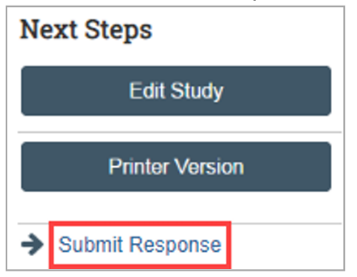 Next Steps
Edit Study
Printer Version
Submit Response